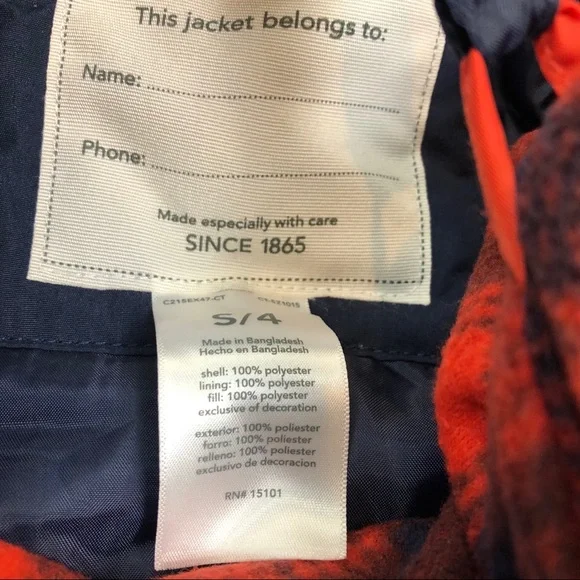 This jacket belongs to:
Name:
Phone:
Made especially with care
SINCE 1865
S/4
Made in Bangladesh
Hecho en Bangladesh
shell: 100% polyester
lining: 100% polyester
fill: 100% polyester
exclusive of decoration
exterior: 100% poliester
forro: 100% poliester
relleno: 100% poliester
exclusivo de decoracion
RN# 15101